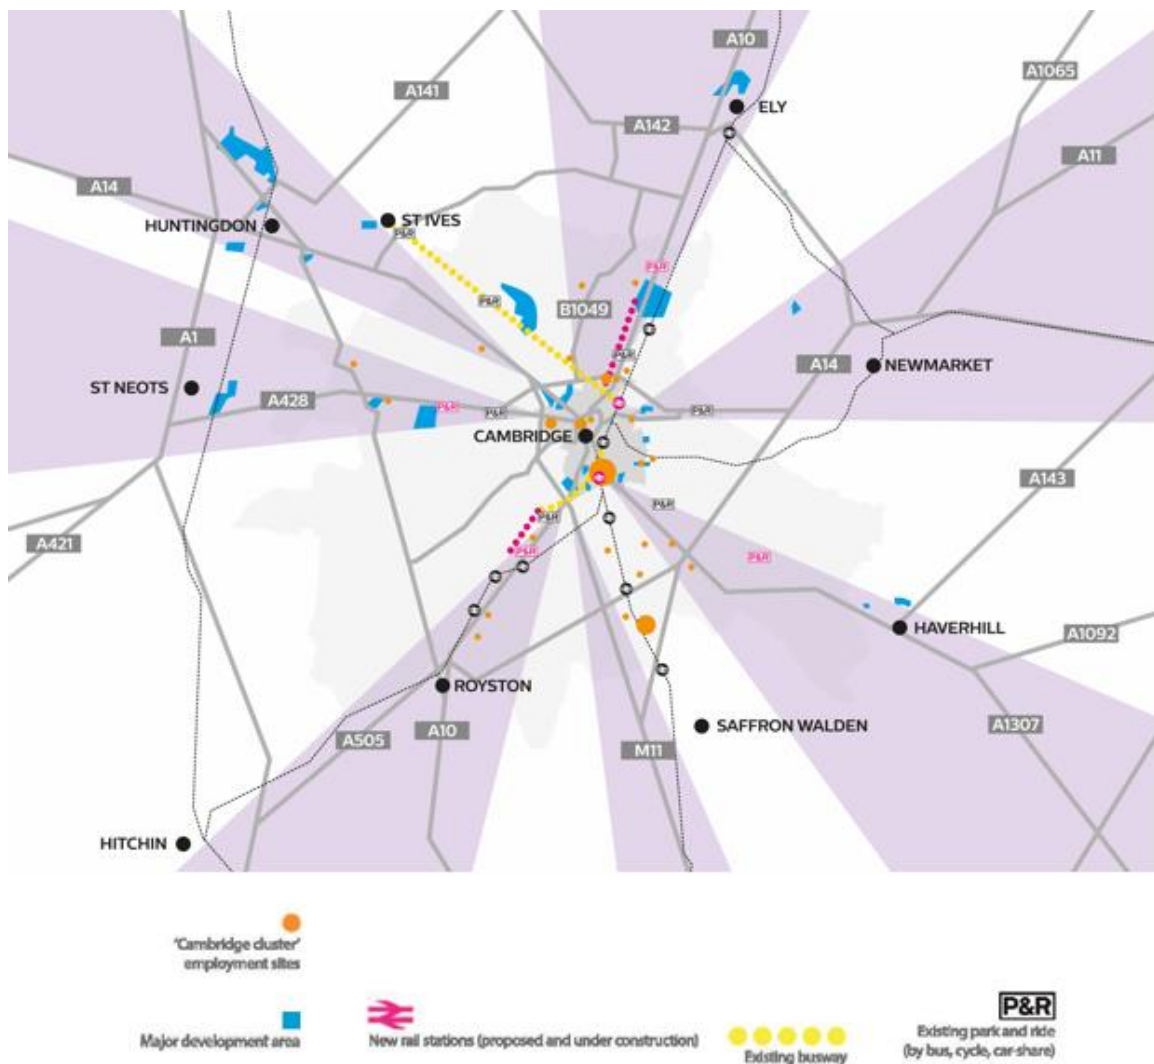 A10
A1065
ELY
A141
A142
A11
A14
ST IVES
HUNTINGDON
P&R
P&R
P&R
B1049
A1
P&R
A14
NEWMARKET
ST NEOTS
A428
P&R
P&R
P&R
CAMBRIDGE
A143
P&R
P&R
A421
P&R
P&R
HAVERHILL
A1092
ROYSTON
SAFFRON WALDEN
A1307
A505
A10
M11
HITCHIN
'Cambridge cluster'
employment sites
P&R
Major development area
New rail stations (proposed and under construction)
Existing busway
Existing park and ride
(by bus, cycle, car-share)